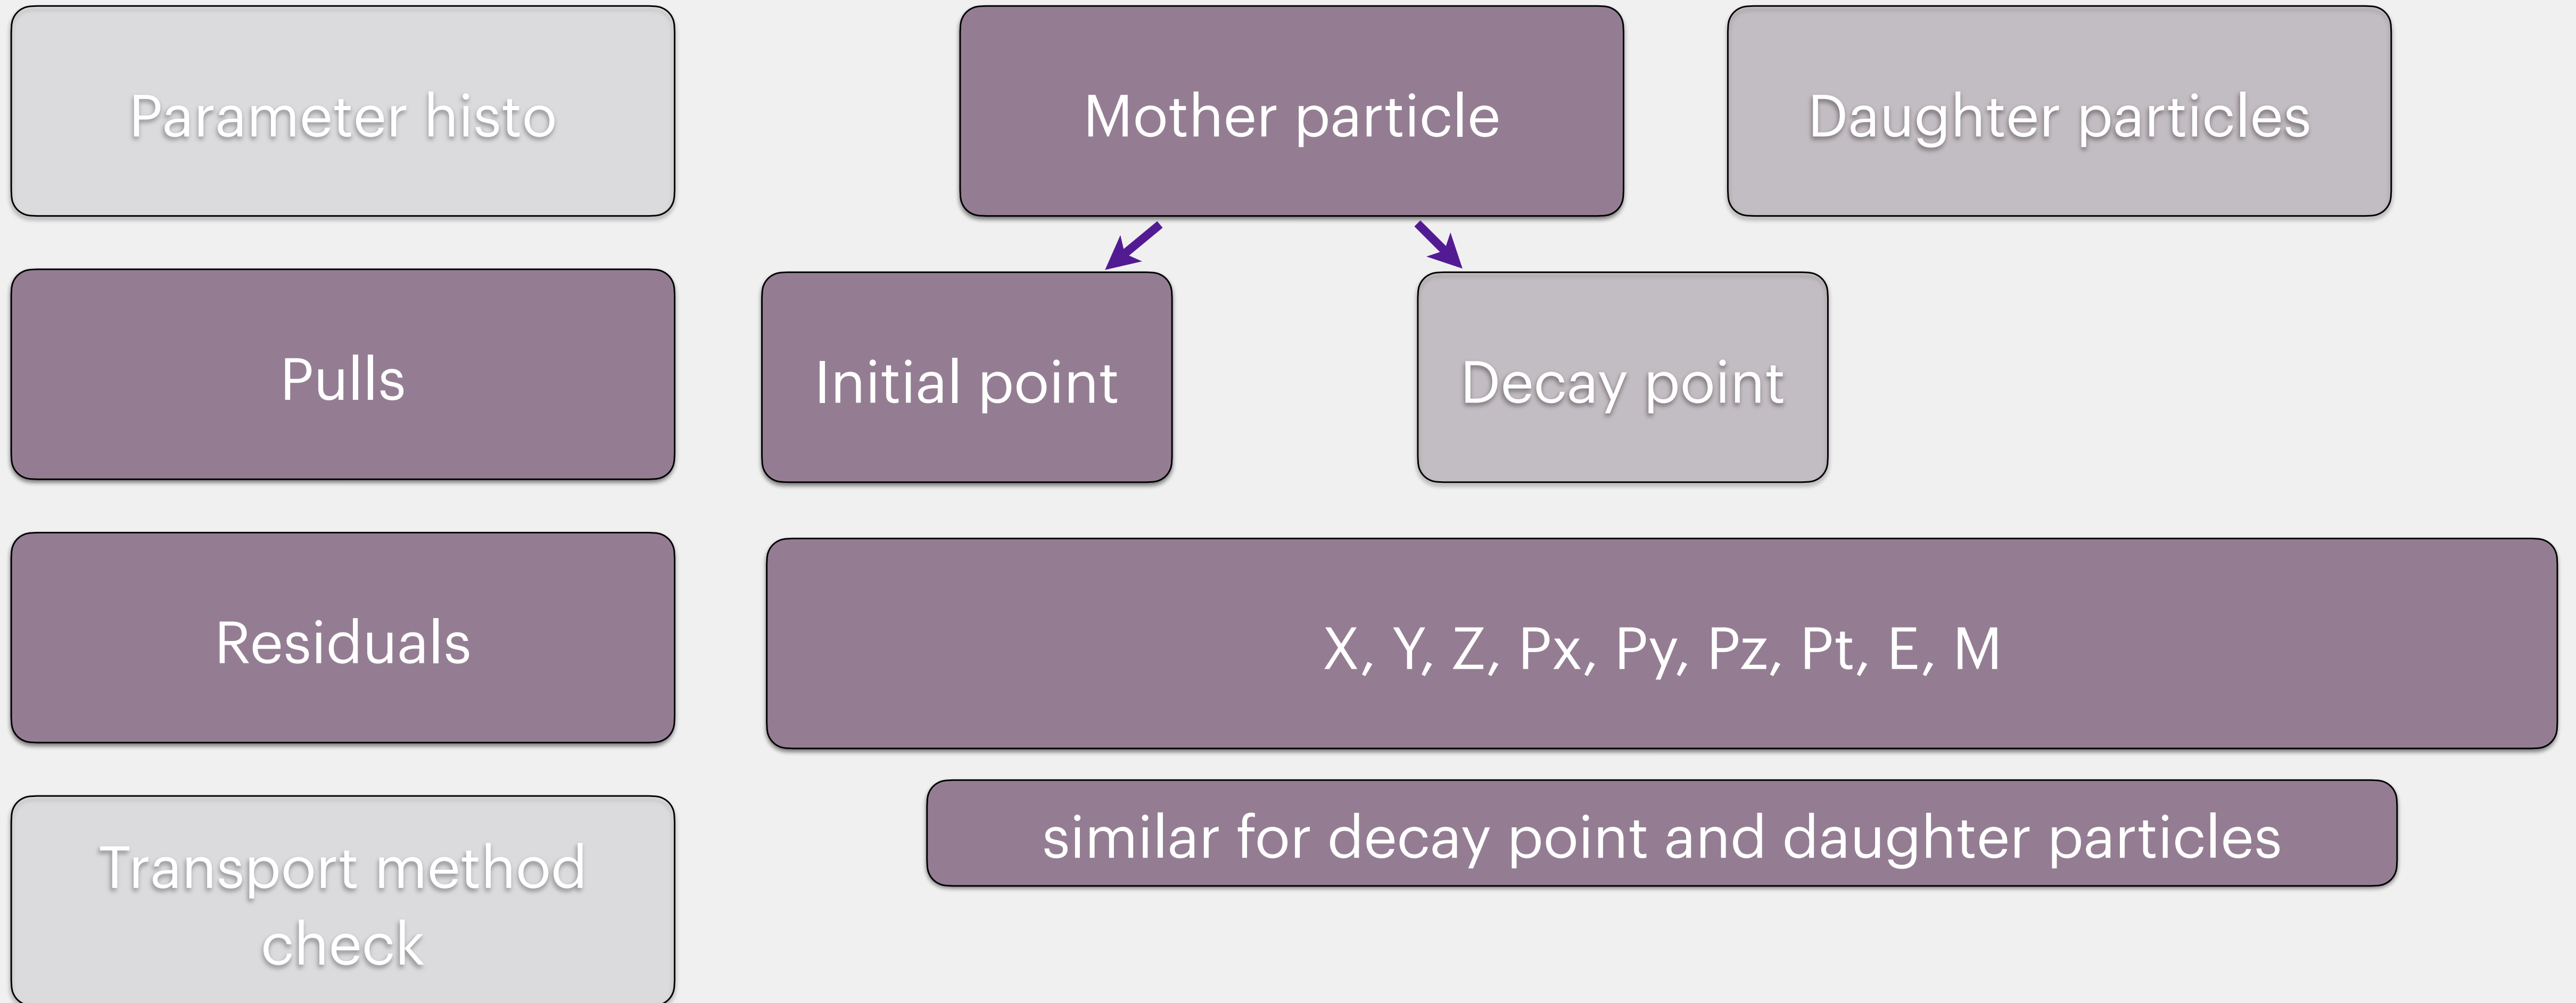 Parameter histo
Mother particle
Daughter particles
Pulls
Initial point
Decay point
Residuals
X, Y, Z, Px, Py, Pz, Pt, E, M
similar for decay point and daughter particles
Transport method
check